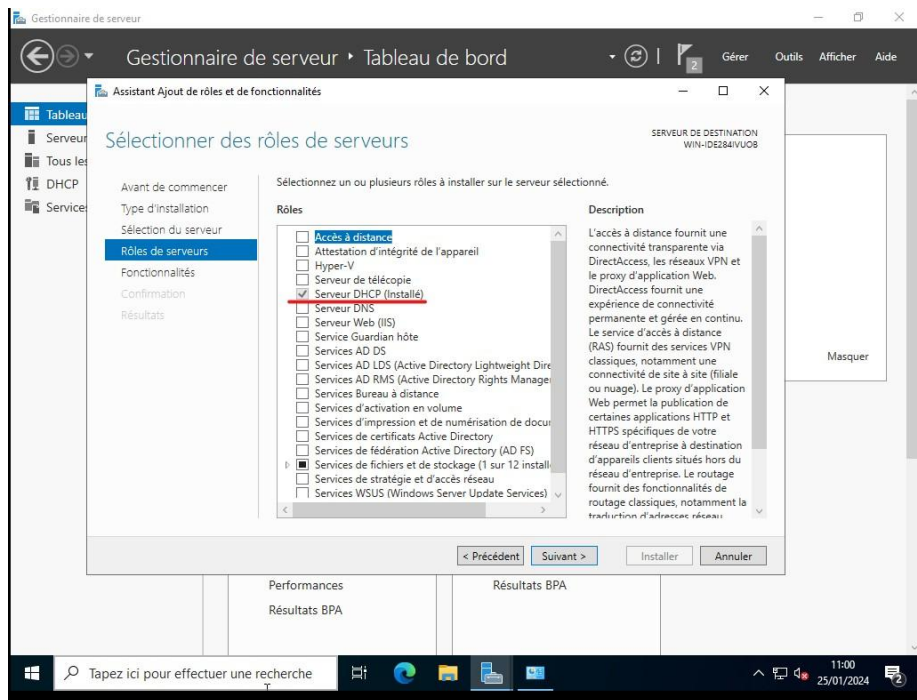 Gestionnaire de serveur
Gestionnaire de serveur ‣ Tableau de bord
2
Gérer
Outils
Afficher
Aide
Assistant Ajout de rôles et de fonctionnalités
Tableau
Serveur
Tous les
DHCP
Services
Sélectionner des rôles de serveurs
SERVEUR DE DESTINATION
WIN-IDE284IVUO8
Avant de commencer
Type d'installation
Sélection du serveur
Rôles de serveurs
Fonctionnalités
Confirmation
Résultats
Sélectionnez un ou plusieurs rôles à installer sur le serveur sélectionné.
Rôles
Accès à distance
Attestation d'intégrité de l'appareil
Hyper-V
Serveur de télécopie
Serveur DHCP (Installé)
Serveur DNS
Serveur Web (IIS)
Service Guardian hôte
Services AD DS
Services AD LDS (Active Directory Lightweight Dire
Services AD RMS (Active Directory Rights Manage
Services Bureau à distance
Services d'activation en volume
Services d'impression et de numérisation de docu
Services de certificats Active Directory
Services de fédération Active Directory (AD FS)
Services de fichiers et de stockage (1 sur 12 install
Services de stratégie et d'accès réseau
Services WSUS (Windows Server Update Services)
Description
L'accès à distance fournit une
connectivité transparente via
DirectAccess, les réseaux VPN et
le proxy d'application Web.
DirectAccess fournit une
expérience de connectivité
permanente et gérée en continu.
Le service d'accès à distance
(RAS) fournit des services VPN
classiques, notamment une
connectivité de site à site (filiale
ou nuage). Le proxy d'application
Web permet la publication de
certaines applications HTTP et
HTTPS spécifiques de votre
réseau d'entreprise à destination
d'appareils clients situés hors du
réseau d'entreprise. Le routage
fournit des fonctionnalités de
routage classiques, notamment la
traduction d'adresses réseau
Masquer
< Précédent
Suivant >
Installer
Annuler
Performances
Résultats BPA
Résultats BPA
Tapez ici pour effectuer une recherche
11:00
25/01/2024
2